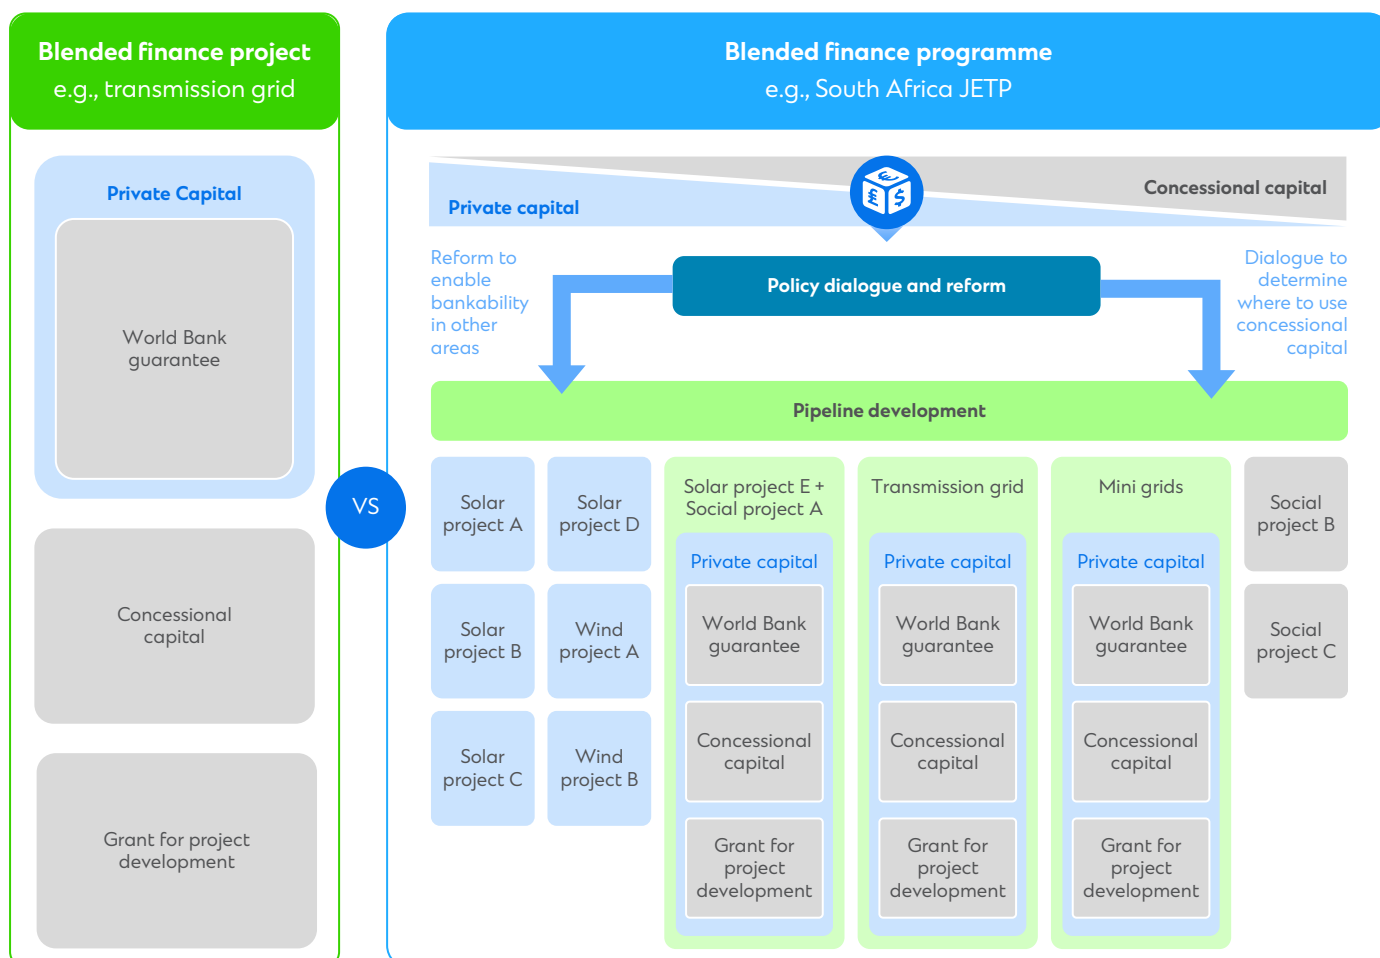 Blended finance project
e.g., transmission grid
Private Capital
World Bank
guarantee
Concessional
capital
Grant for project
development
VS
Blended finance programme
e.g., South Africa JETP
Private capital
Concessional capital
€
£
$
Reform to
enable
bankability
in other
areas
Policy dialogue and reform
Dialogue to
determine
where to use
concessional
capital
Pipeline development
Solar
project A
Solar
project D
Solar
project B
Wind
project A
Solar
project C
Wind
project B
Solar project E +
Social project A
Private capital
World Bank
guarantee
Concessional
capital
Grant for
project
development
Transmission grid
Private capital
World Bank
guarantee
Concessional
capital
Grant for
project
development
Mini grids
Private capital
World Bank
guarantee
Concessional
capital
Grant for
project
development
Social
project B
Social
project C